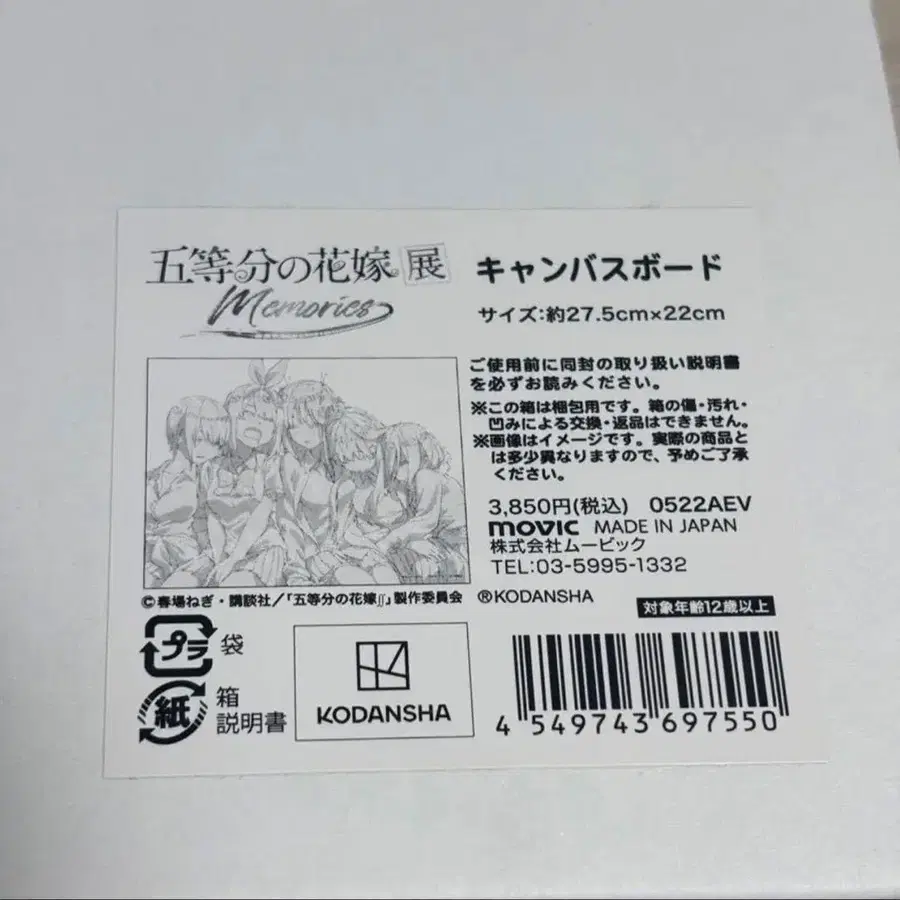 五等分の花嫁 展
Memories
キャンバスボード
サイズ:約27.5cm×22cm
ご使用前に同封の取り扱い説明書
を必ずお読みください。
※この箱は梱包用です。箱の傷・汚れ・
凹みによる交換・返品はできません。
※画像はイメージです。実際の商品と
は多少異なりますので、予めご了承
ください。
3,850円(税込) 0522AEV
movic MADE IN JAPAN
株式会社ムービック
TEL:03-5995-1332
©春場ねぎ・講談社/「五等分の花嫁∬」製作委員会 ®KODANSHA
対象年齢12歳以上
プラ 袋
紙 箱
説明書
KODANSHA
4 549743 697550